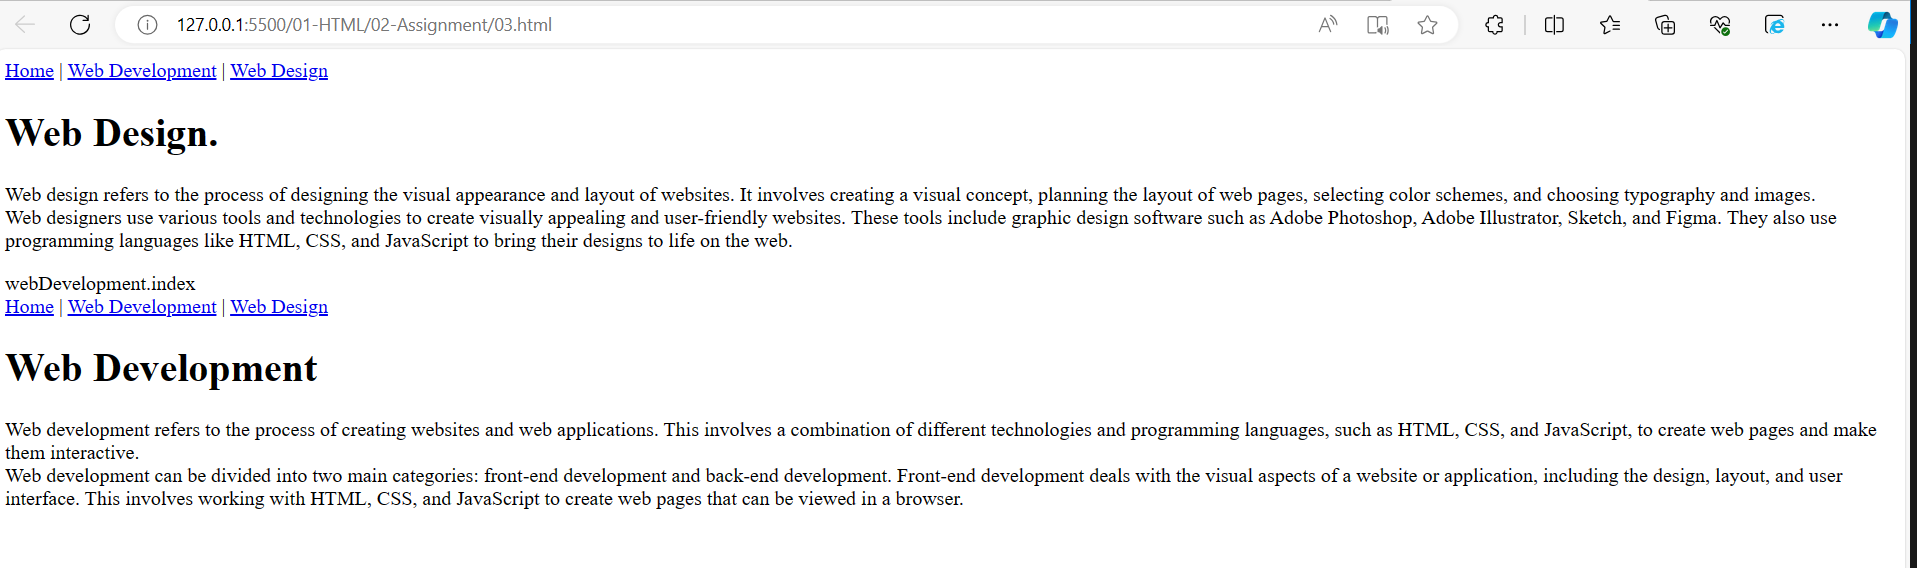 127.0.0.1:5500/01-HTML/02-Assignment/03.html
Home | Web Development | Web Design
Web Design.
Web design refers to the process of designing the visual appearance and layout of websites. It involves creating a visual concept, planning the layout of web pages, selecting color schemes, and choosing typography and images.
Web designers use various tools and technologies to create visually appealing and user-friendly websites. These tools include graphic design software such as Adobe Photoshop, Adobe Illustrator, Sketch, and Figma. They also use
programming languages like HTML, CSS, and JavaScript to bring their designs to life on the web.
webDevelopment.index
Home | Web Development | Web Design
Web Development
Web development refers to the process of creating websites and web applications. This involves a combination of different technologies and programming languages, such as HTML, CSS, and JavaScript, to create web pages and make
them interactive.
Web development can be divided into two main categories: front-end development and back-end development. Front-end development deals with the visual aspects of a website or application, including the design, layout, and user
interface. This involves working with HTML, CSS, and JavaScript to create web pages that can be viewed in a browser.